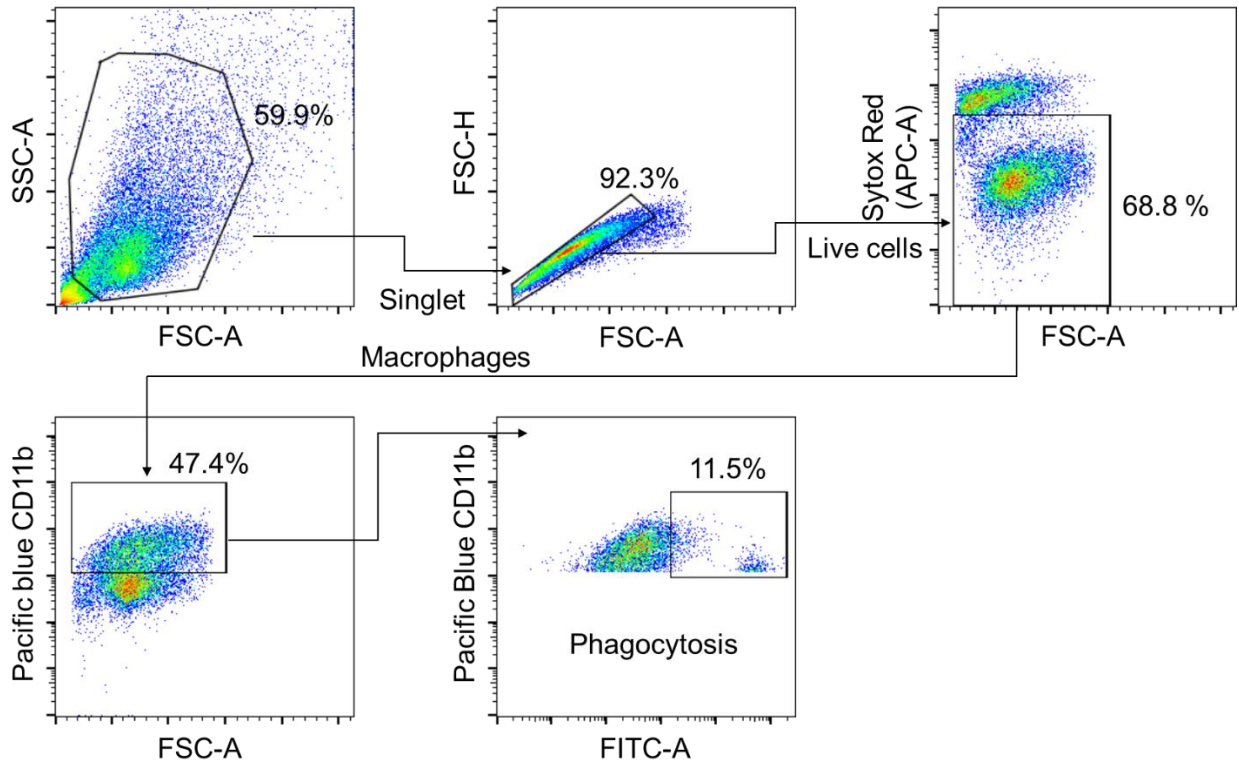 SSC-A
59.9%
FSC-A
Singlet
FSC-H
92.3%
FSC-A
Live cells
Sytox Red
(APC-A)
68.8 %
FSC-A
Macrophages
Pacific blue CD11b
47.4%
FSC-A
Pacific Blue CD11b
11.5%
Phagocytosis
FITC-A